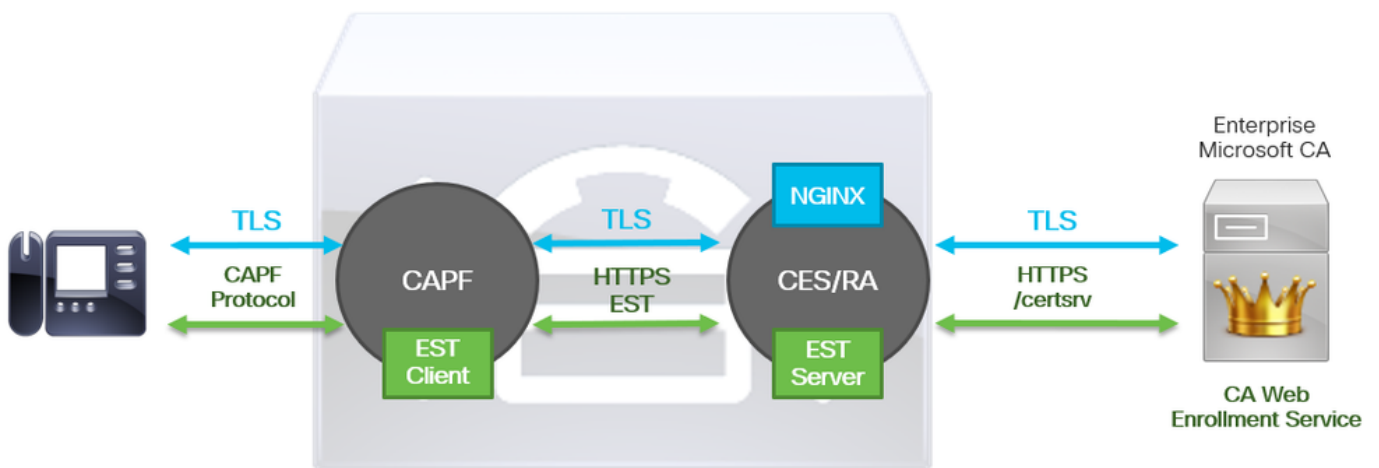 Enterprise
Microsoft CA
NGINX
TLS
TLS
TLS
CAPF
Protocol
CAPF
HTTPS
EST
CES/RA
HTTPS
/certsrv
EST
Client
EST
Server
CA Web
Enrollment Service